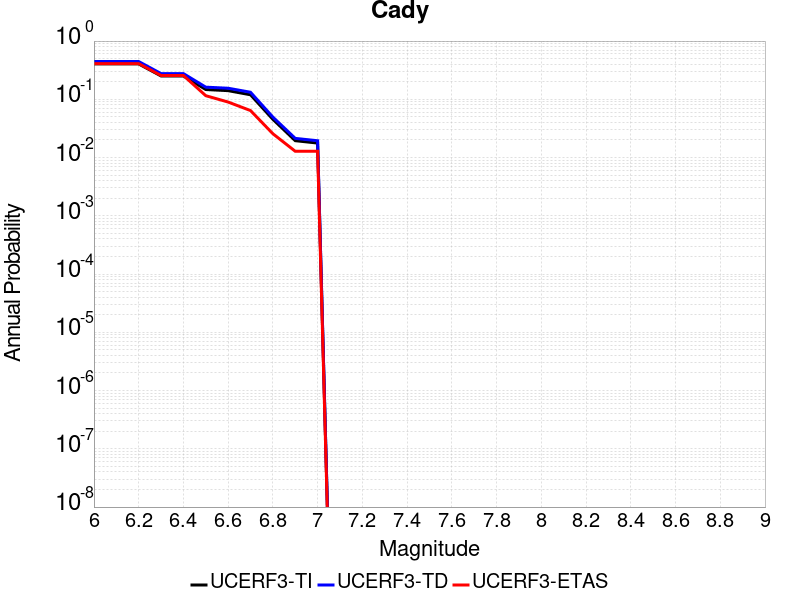 Cady
10^0
10^-1
10^-2
10^-3
10^-4
10^-5
10^-6
10^-7
10^-8
Annual Probability
6 6.2 6.4 6.6 6.8 7 7.2 7.4 7.6 7.8 8 8.2 8.4 8.6 8.8 9
Magnitude
UCERF3-TI UCERF3-TD UCERF3-ETAS